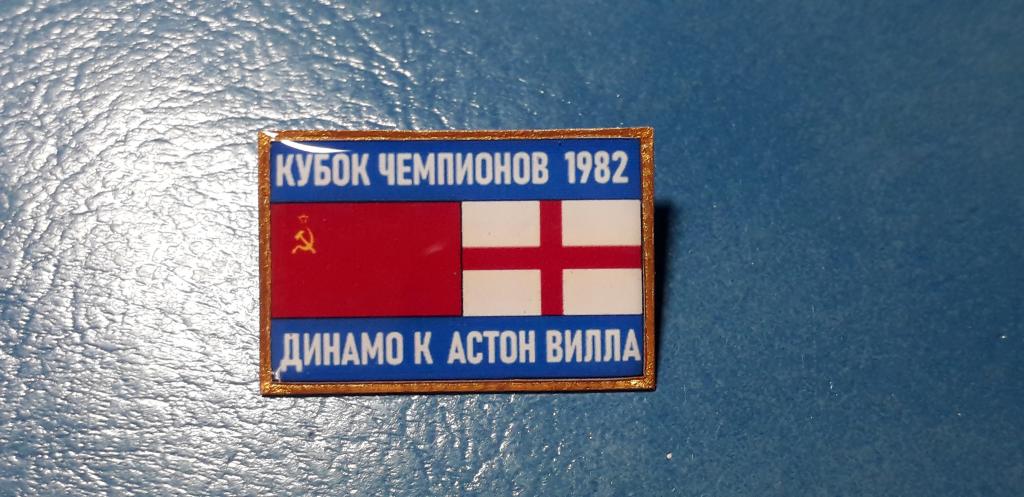 КУБОК ЧЕМПИОНОВ 1982
ДИНАМО К АСТОН ВИЛЛА